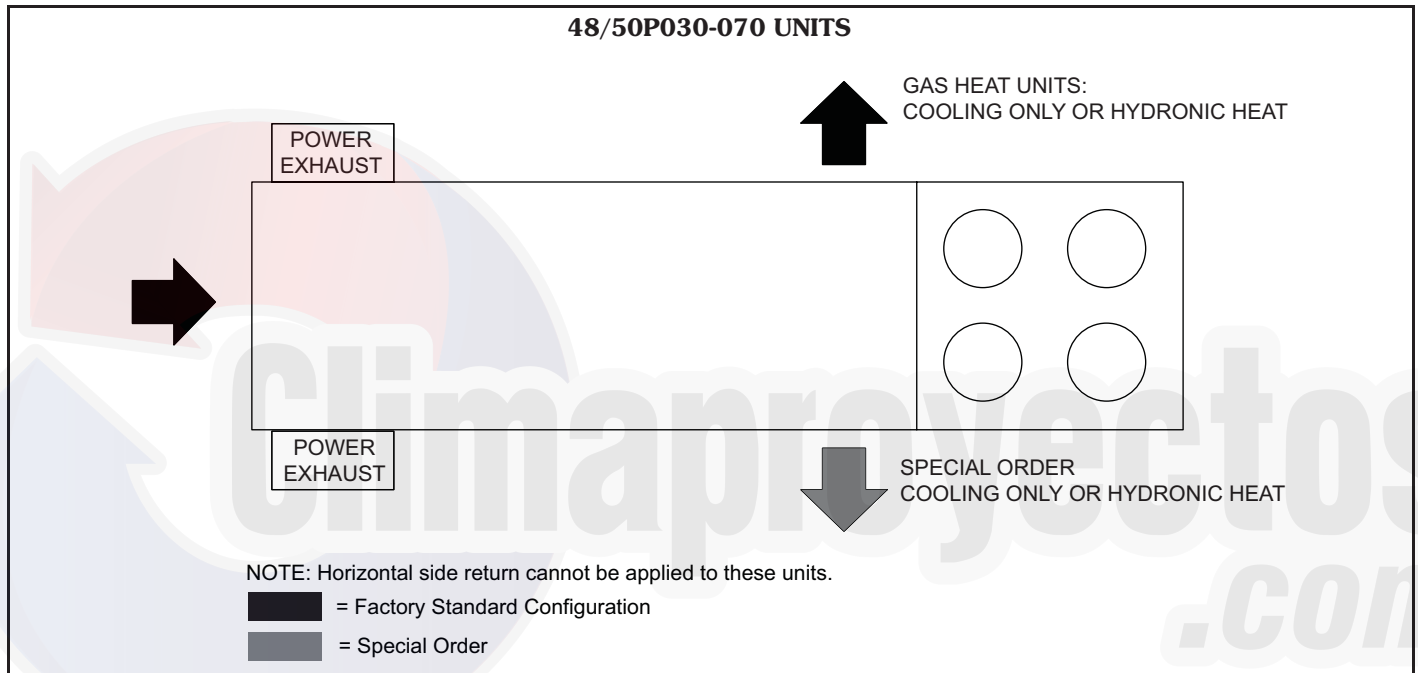 48/50P030-070 UNITS
GAS HEAT UNITS:
COOLING ONLY OR HYDRONIC HEAT
POWER
EXHAUST
POWER
EXHAUST
SPECIAL ORDER
COOLING ONLY OR HYDRONIC HEAT
NOTE: Horizontal side return cannot be applied to these units.
= Factory Standard Configuration
= Special Order
Climaproyectos
.com